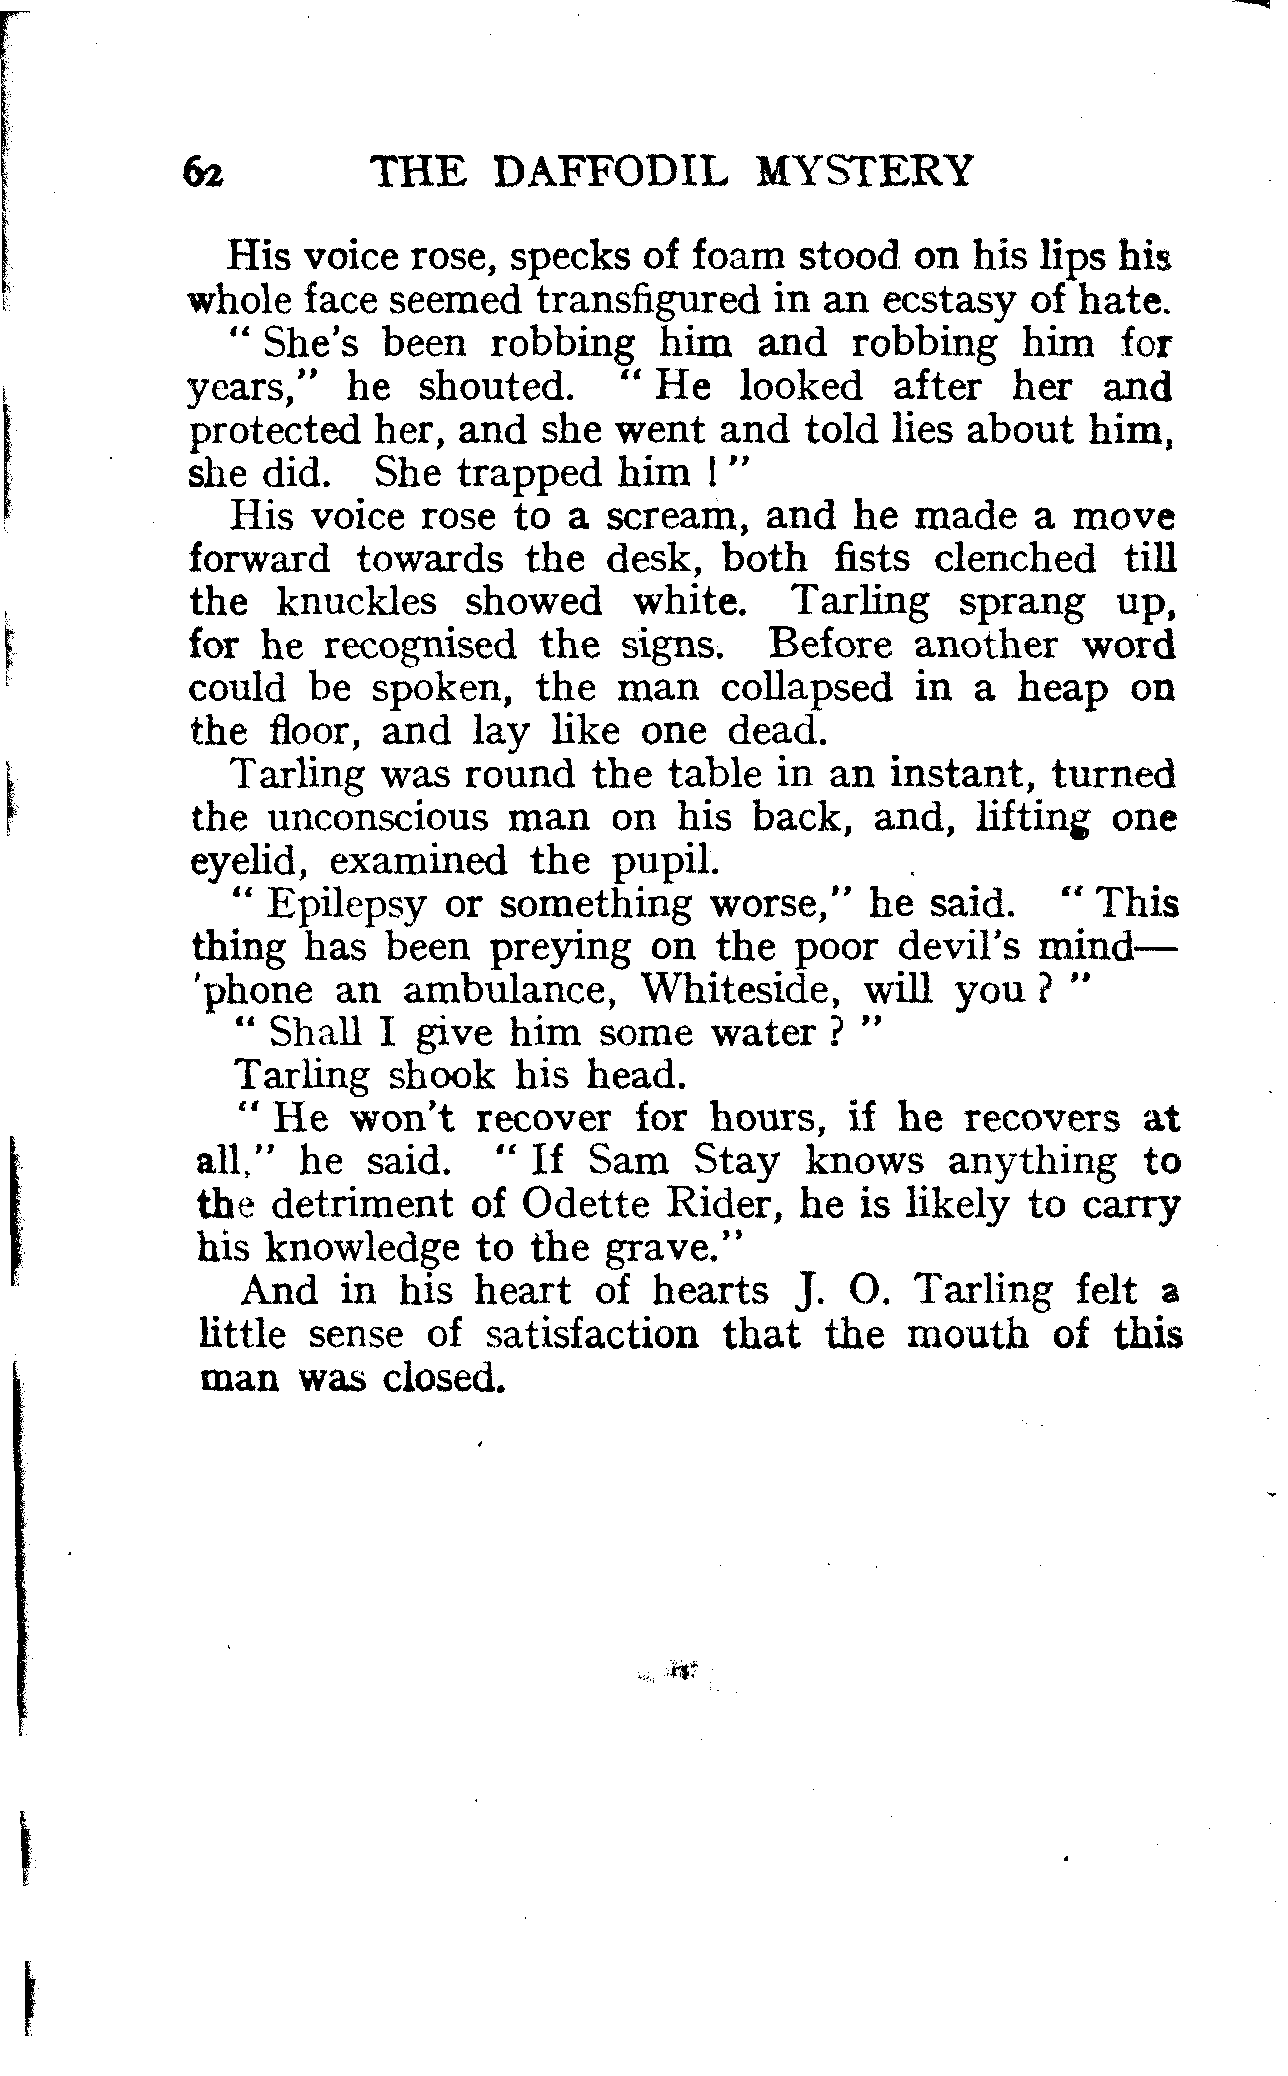 62 THE DAFFODIL MYSTERY
His voice rose, specks of foam stood on his lips his
whole face seemed transfigured in an ecstasy of hate.
“ She's been robbing him and robbing him for
years,” he shouted. “ He looked after her and
protected her, and she went and told lies about him,
she did. She trapped him ! ”
His voice rose to a scream, and he made a move
forward towards the desk, both fists clenched till
the knuckles showed white. Tarling sprang up,
for he recognised the signs. Before another word
could be spoken, the man collapsed in a heap on
the floor, and lay like one dead.
Tarling was round the table in an instant, turned
the unconscious man on his back, and, lifting one
eyelid, examined the pupil.
“ Epilepsy or something worse,” he said. “ This
thing has been preying on the poor devil's mind—
'phone an ambulance, Whiteside, will you ? ”
“ Shall I give him some water ? ”
Tarling shook his head.
“ He won't recover for hours, if he recovers at
all,” he said. “ If Sam Stay knows anything to
the detriment of Odette Rider, he is likely to carry
his knowledge to the grave.”
And in his heart of hearts J. O. Tarling felt a
little sense of satisfaction that the mouth of this
man was closed.